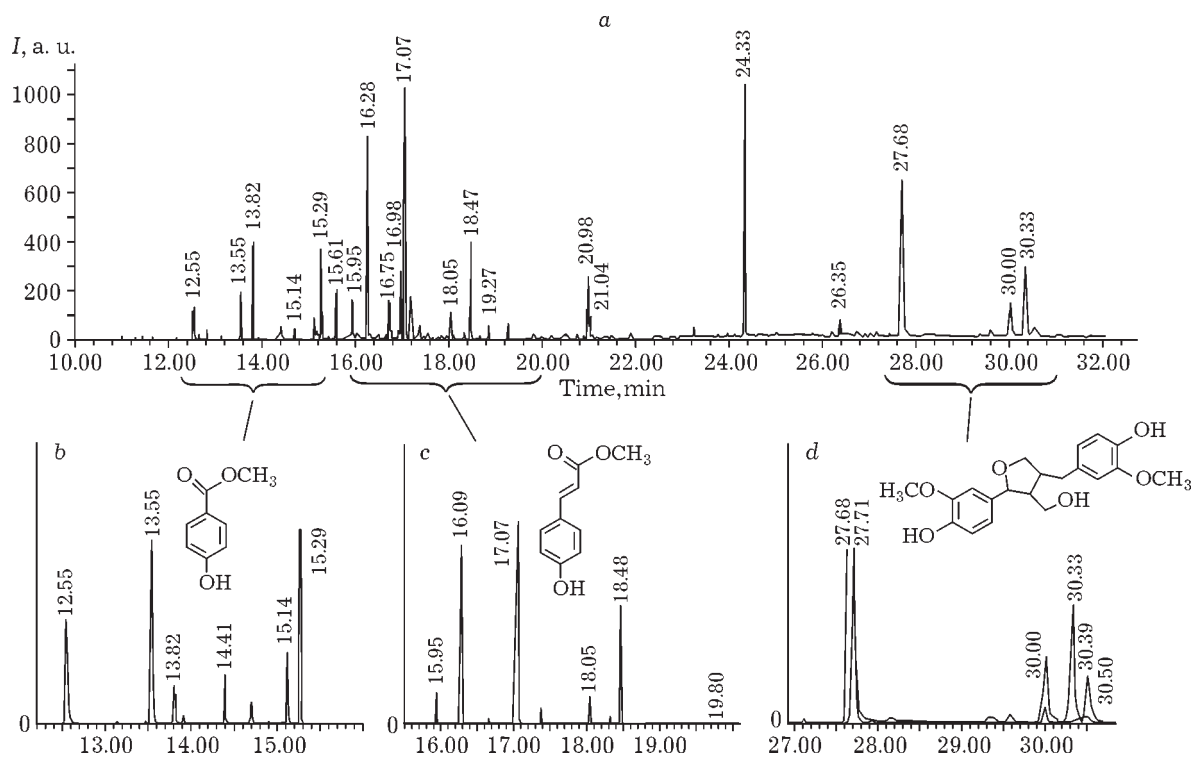 a
I, a. u.
1000
800
600
400
200
0
12.55
13.55
13.82
15.14
15.29
15.61
15.95
16.28
16.75
16.98
17.07
18.05
18.47
19.27
20.98
21.04
24.33
26.35
27.68
30.00
30.33
10.00 12.00 14.00 16.00 18.00 20.00 22.00 24.00 26.00 28.00 30.00 32.00
Time, min
b
O
OCH3
OH
12.55
13.55
13.82
14.41
15.14
15.29
0
13.00 14.00 15.00
c
O
OCH3
OH
15.95
16.09
17.07
18.05
18.48
19.80
0
16.00 17.00 18.00 19.00
d
OH
OCH3
O
H3CO
OH
HO
27.68
27.71
30.00
30.33
30.39
30.50
0
27.00 28.00 29.00 30.00